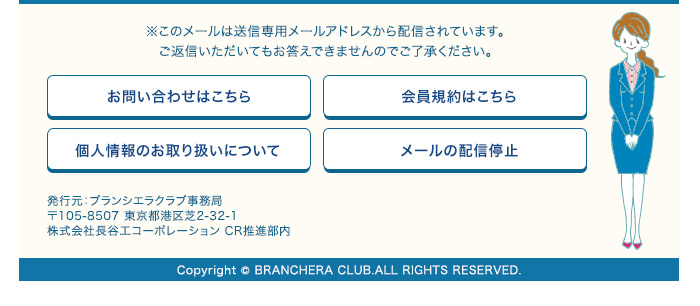 ※このメールは送信専用メールアドレスから配信されています。
ご返信いただいてもお答えできませんのでご了承ください。
お問い合わせはこちら
会員規約はこちら
個人情報のお取り扱いについて
メールの配信停止
発行元：ブランシエラクラブ事務局
〒105-8507 東京都港区芝2-32-1
株式会社長谷工コーポレーション CR推進部内
Copyright © BRANCHERA CLUB.ALL RIGHTS RESERVED.